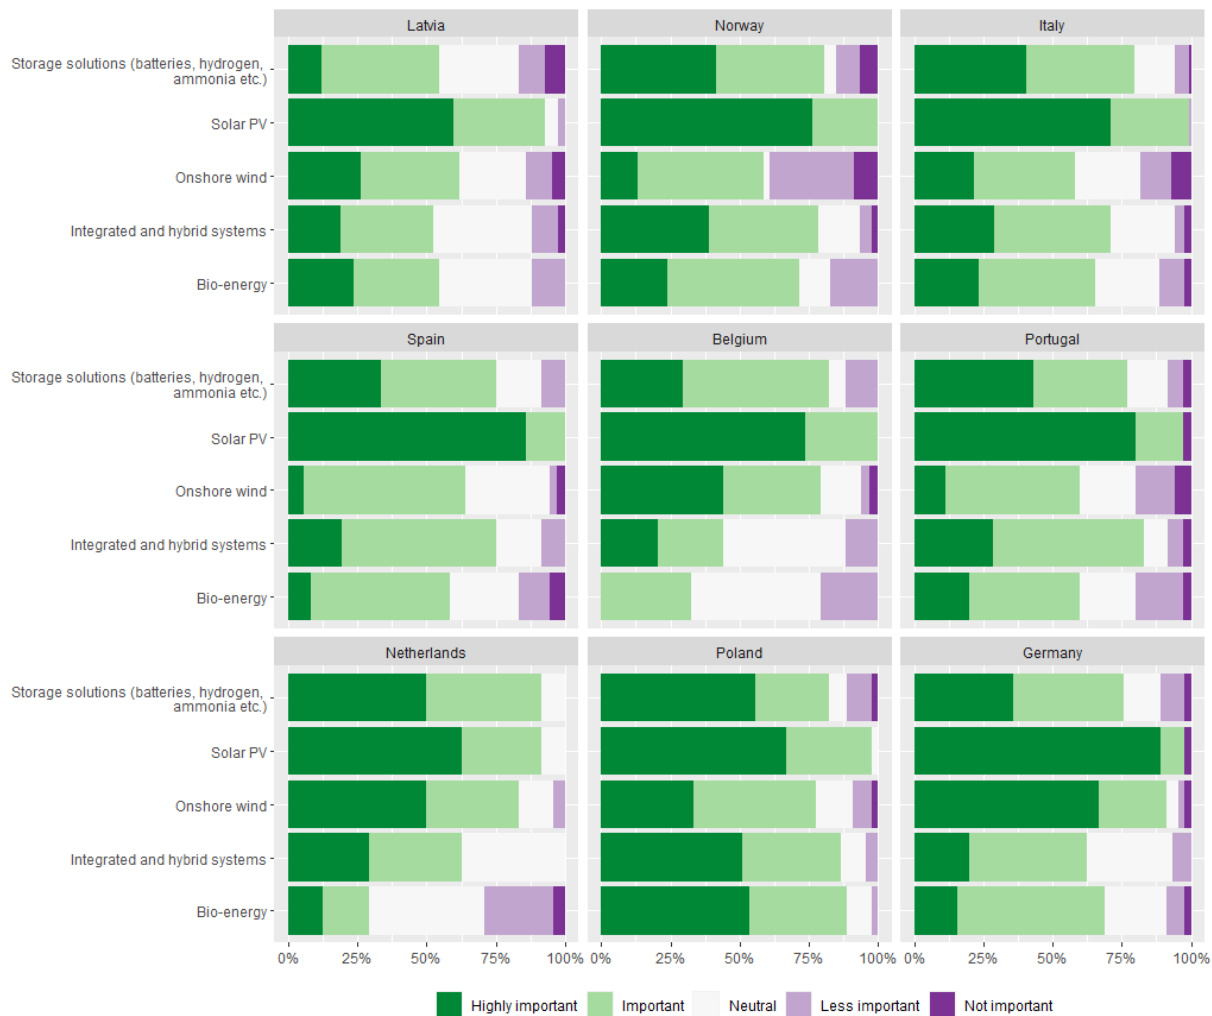 Latvia
Norway
Italy
Storage solutions (batteries, hydrogen,
ammonia etc.)
Solar PV
Onshore wind
Integrated and hybrid systems
Bio-energy
Spain
Belgium
Portugal
Storage solutions (batteries, hydrogen,
ammonia etc.)
Solar PV
Onshore wind
Integrated and hybrid systems
Bio-energy
Netherlands
Poland
Germany
Storage solutions (batteries, hydrogen,
ammonia etc.)
Solar PV
Onshore wind
Integrated and hybrid systems
Bio-energy
0% 25% 50% 75% 100% 0% 25% 50% 75% 100% 0% 25% 50% 75% 100%
Highly important Important Neutral Less important Not important